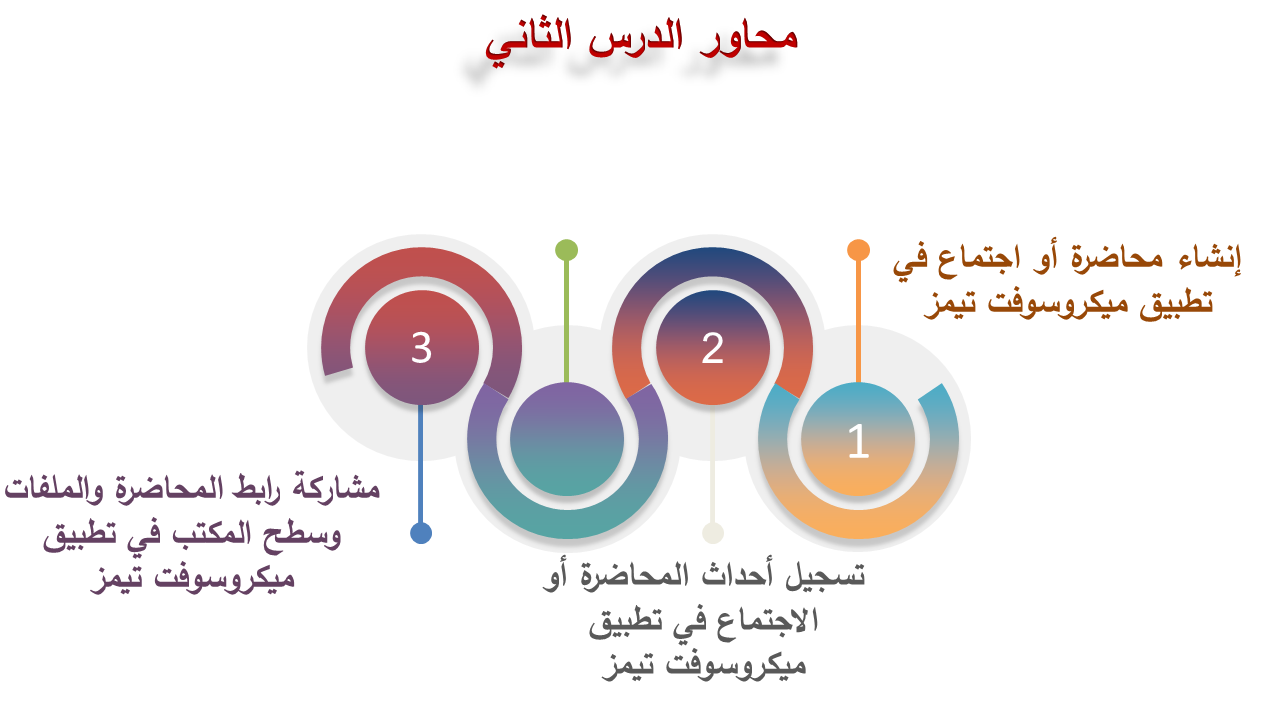 محاور الدرس الثاني
1
إنشاء محاضرة أو اجتماع في
تطبيق ميكروسوفت تيمز
2
تسجيل أحداث المحاضرة أو
الاجتماع في تطبيق
ميكروسوفت تيمز
3
مشاركة رابط المحاضرة والملفات
وسطح المكتب في تطبيق
ميكروسوفت تيمز